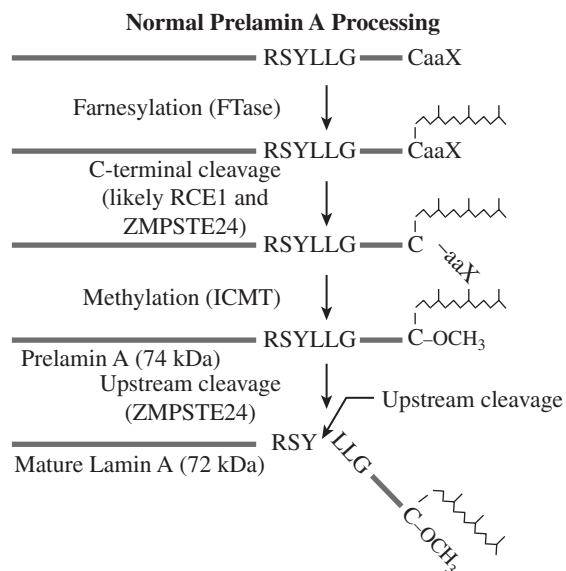 Normal Prelamin A Processing
RSYLLG CaaX
Farnesylation (FTase)
RSYLLG CaaX
C-terminal cleavage
(likely RCE1 and
ZMPSTE24)
RSYLLG C -aaX
Methylation (ICMT)
RSYLLG C-OCH₃
Prelamin A (74 kDa)
Upstream cleavage
(ZMPSTE24)
Upstream cleavage
RSY LLG
Mature Lamin A (72 kDa)
C-OCH₃